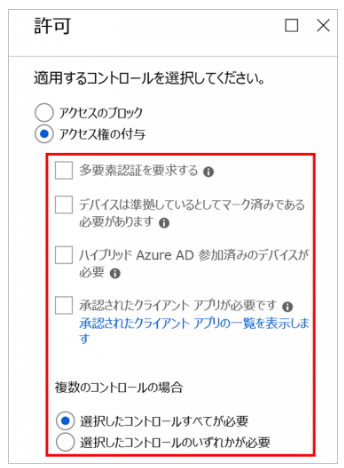 許可
適用するコントロールを選択してください。
アクセスのブロック
アクセス権の付与
多要素認証を要求する
デバイスは準拠しているとしてマーク済みである
必要があります
ハイブリッド Azure AD 参加済みのデバイスが
必要
承認されたクライアント アプリが必要です
承認されたクライアント アプリの一覧を表示しま
す
複数のコントロールの場合
選択したコントロールすべてが必要
選択したコントロールのいずれかが必要